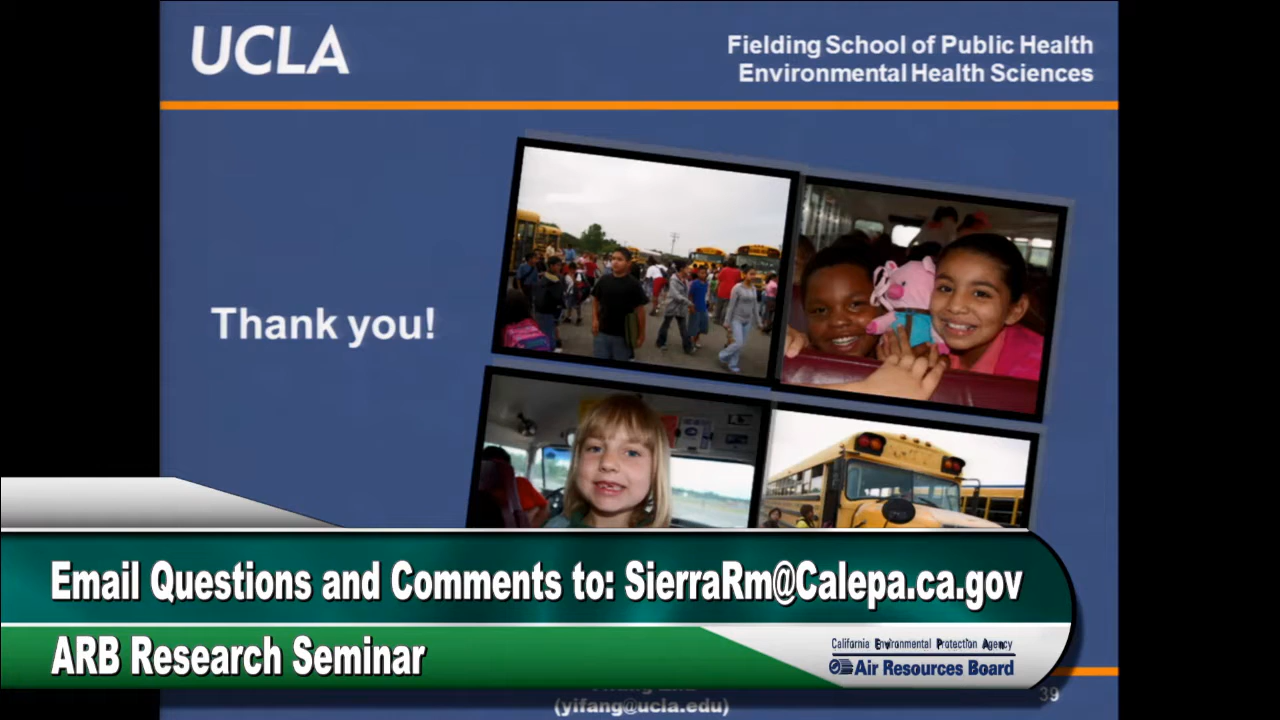 UCLA
Fielding School of Public Health
Environmental Health Sciences
Thank you!
Email Questions and Comments to: SierraRm@Calepa.ca.gov
ARB Research Seminar
California Environmental Protection Agency
Air Resources Board
(yifang@ucla.edu)
39